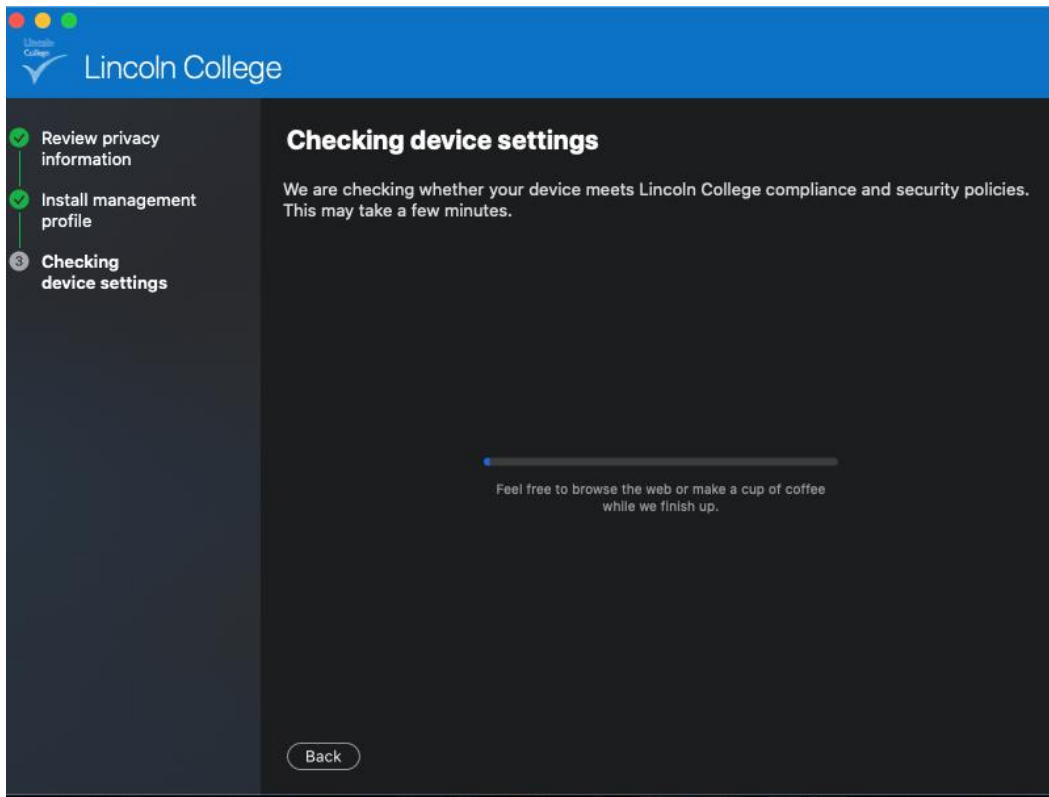 Lincoln
College
Lincoln College
Review privacy
information
Install management
profile
3
Checking
device settings
Checking device settings
We are checking whether your device meets Lincoln College compliance and security policies.
This may take a few minutes.
Feel free to browse the web or make a cup of coffee
while we finish up.
Back